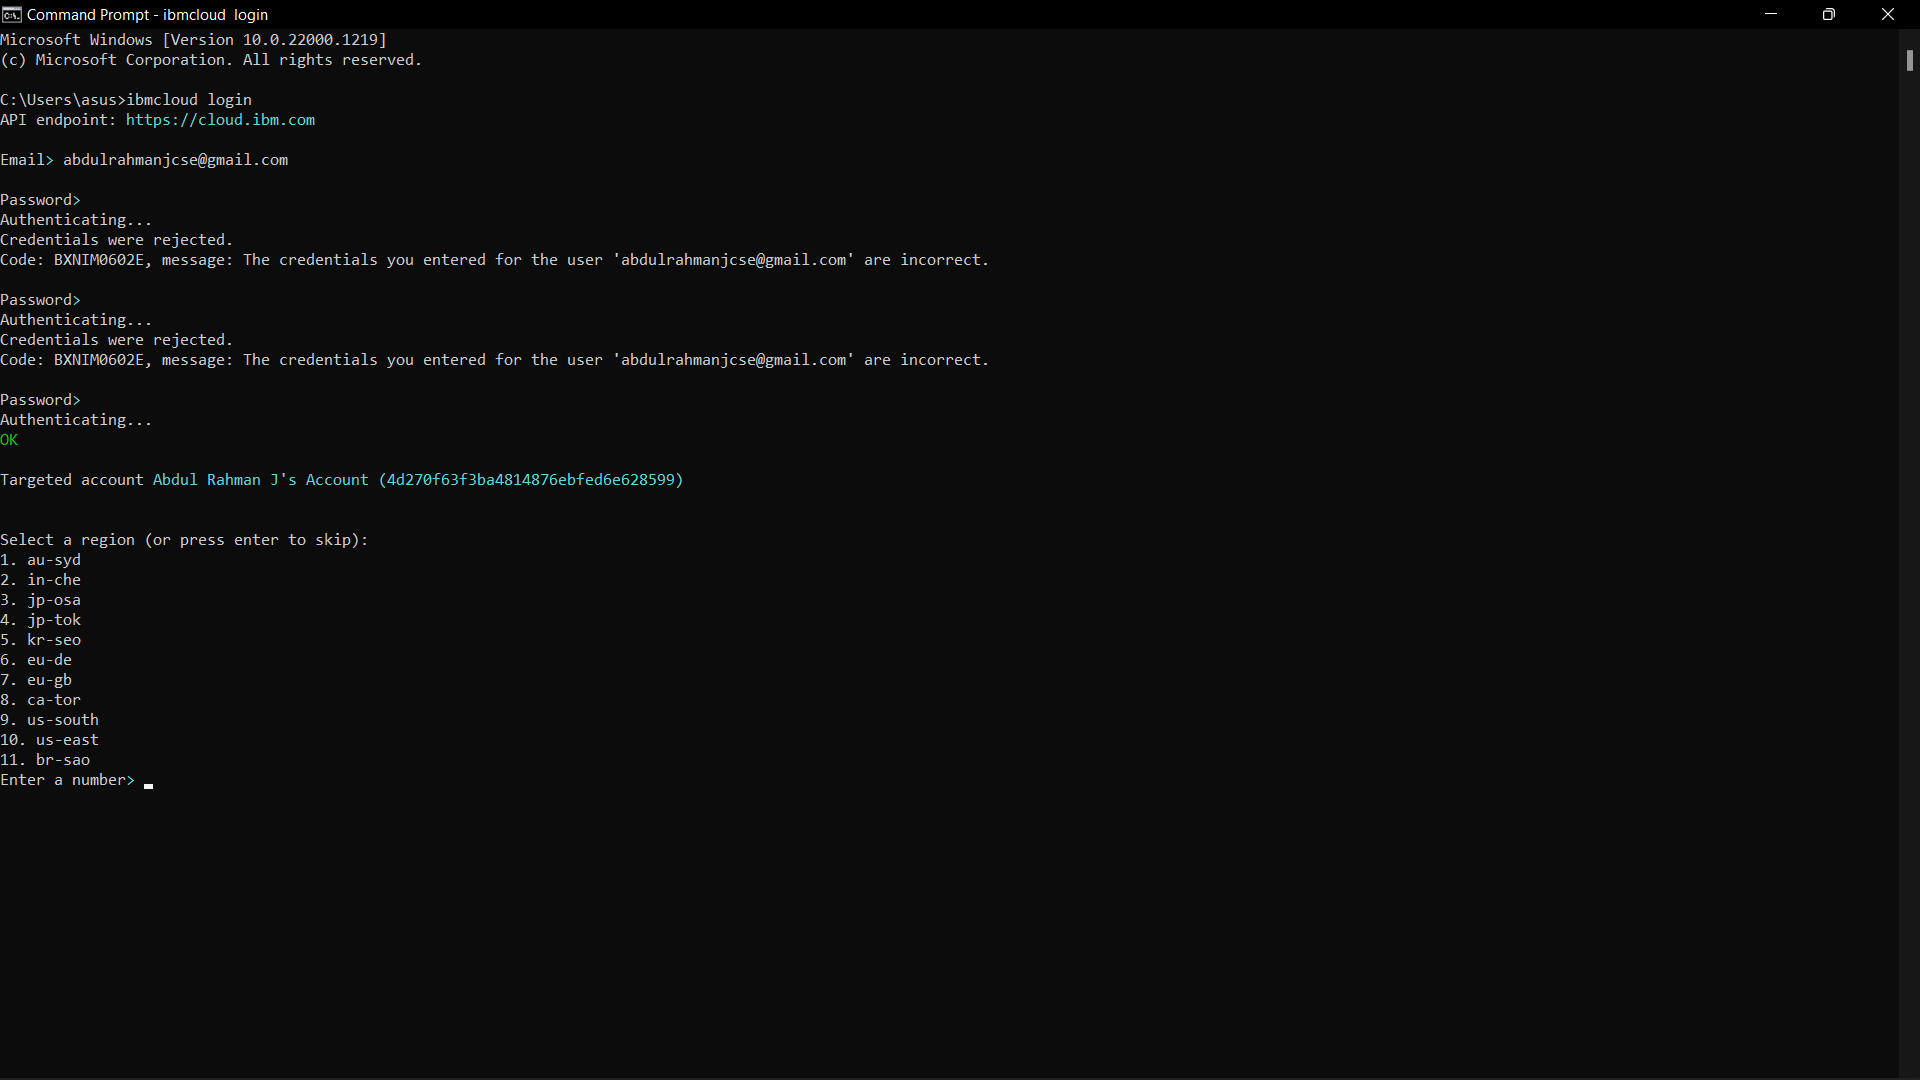 Command Prompt - ibmcloud  login
Microsoft Windows [Version 10.0.22000.1219]
(c) Microsoft Corporation. All rights reserved.
C:\Users\asus>ibmcloud login
API endpoint: https://cloud.ibm.com
Email> abdulrahmanjcse@gmail.com
Password>
Authenticating...
Credentials were rejected.
Code: BXNIM0602E, message: The credentials you entered for the user 'abdulrahmanjcse@gmail.com' are incorrect.
Password>
Authenticating...
Credentials were rejected.
Code: BXNIM0602E, message: The credentials you entered for the user 'abdulrahmanjcse@gmail.com' are incorrect.
Password>
Authenticating...
OK
Targeted account Abdul Rahman J's Account (4d270f63f3ba4814876ebfed6e628599)
Select a region (or press enter to skip):
1. au-syd
2. in-che
3. jp-osa
4. jp-tok
5. kr-seo
6. eu-de
7. eu-gb
8. ca-tor
9. us-south
10. us-east
11. br-sao
Enter a number>